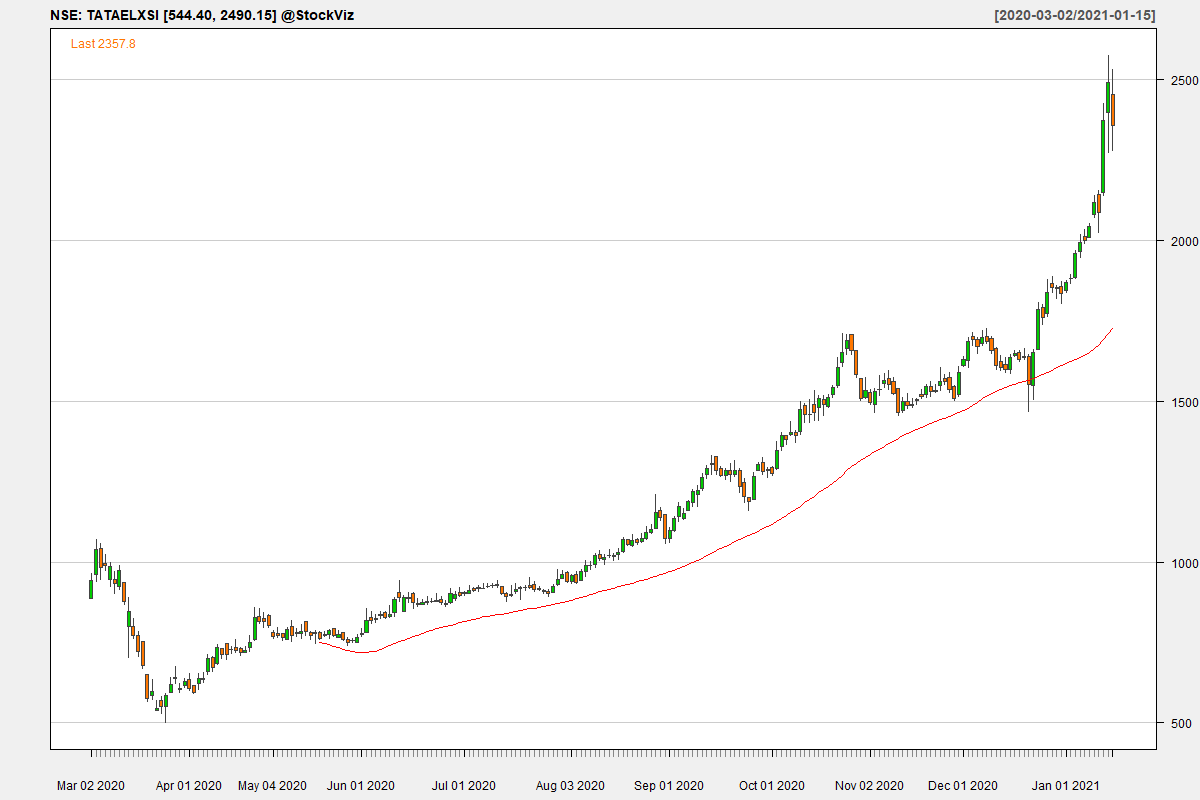 NSE: TATAELXSI [544.40, 2490.15] @StockViz [2020-03-02/2021-01-15]
Last 2357.8
2500
2000
1500
1000
500
Mar 02 2020 Apr 01 2020 May 04 2020 Jun 01 2020 Jul 01 2020 Aug 03 2020 Sep 01 2020 Oct 01 2020 Nov 02 2020 Dec 01 2020 Jan 01 2021